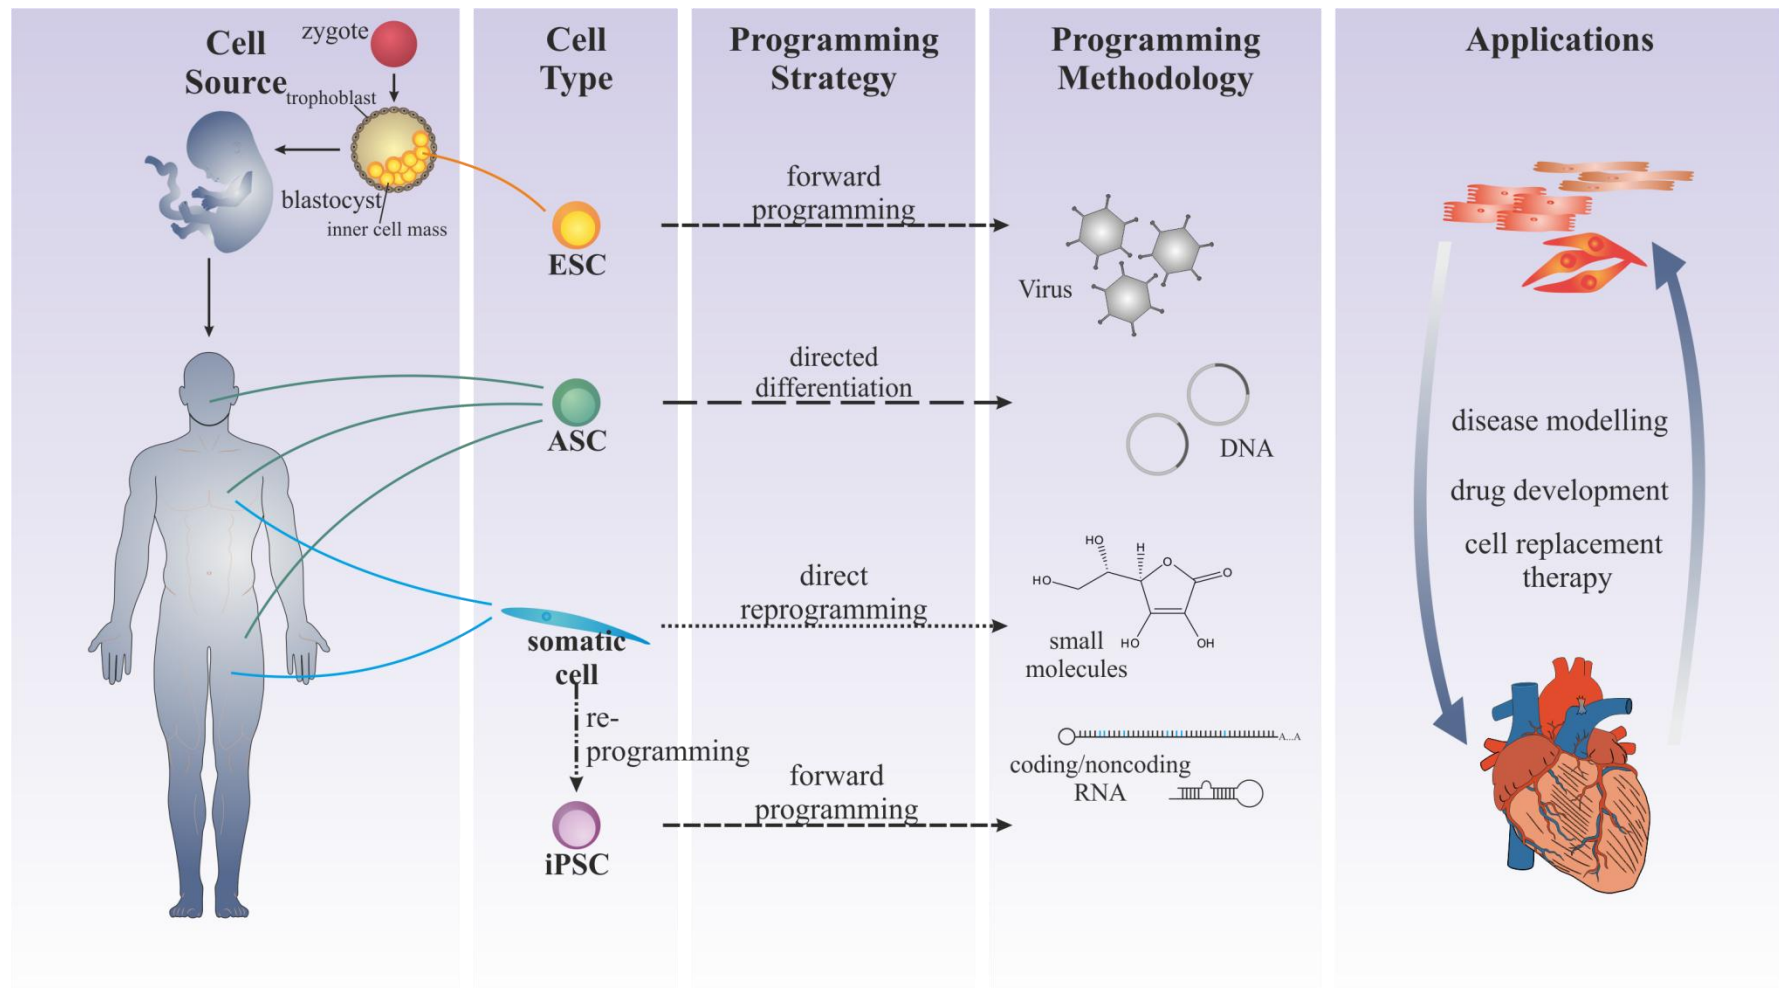 Cell
Source
zygote
trophoblast
blastocyst
inner cell mass
Cell
Type
ESC
ASC
somatic
cell
re-
programming
iPSC
Programming
Strategy
forward
programming
directed
differentiation
direct
reprogramming
forward
programming
Programming
Methodology
Virus
DNA
HO
H
O
O
HO
HO
OH
small
molecules
A...A
coding/noncoding
RNA
Applications
disease modelling
drug development
cell replacement
therapy